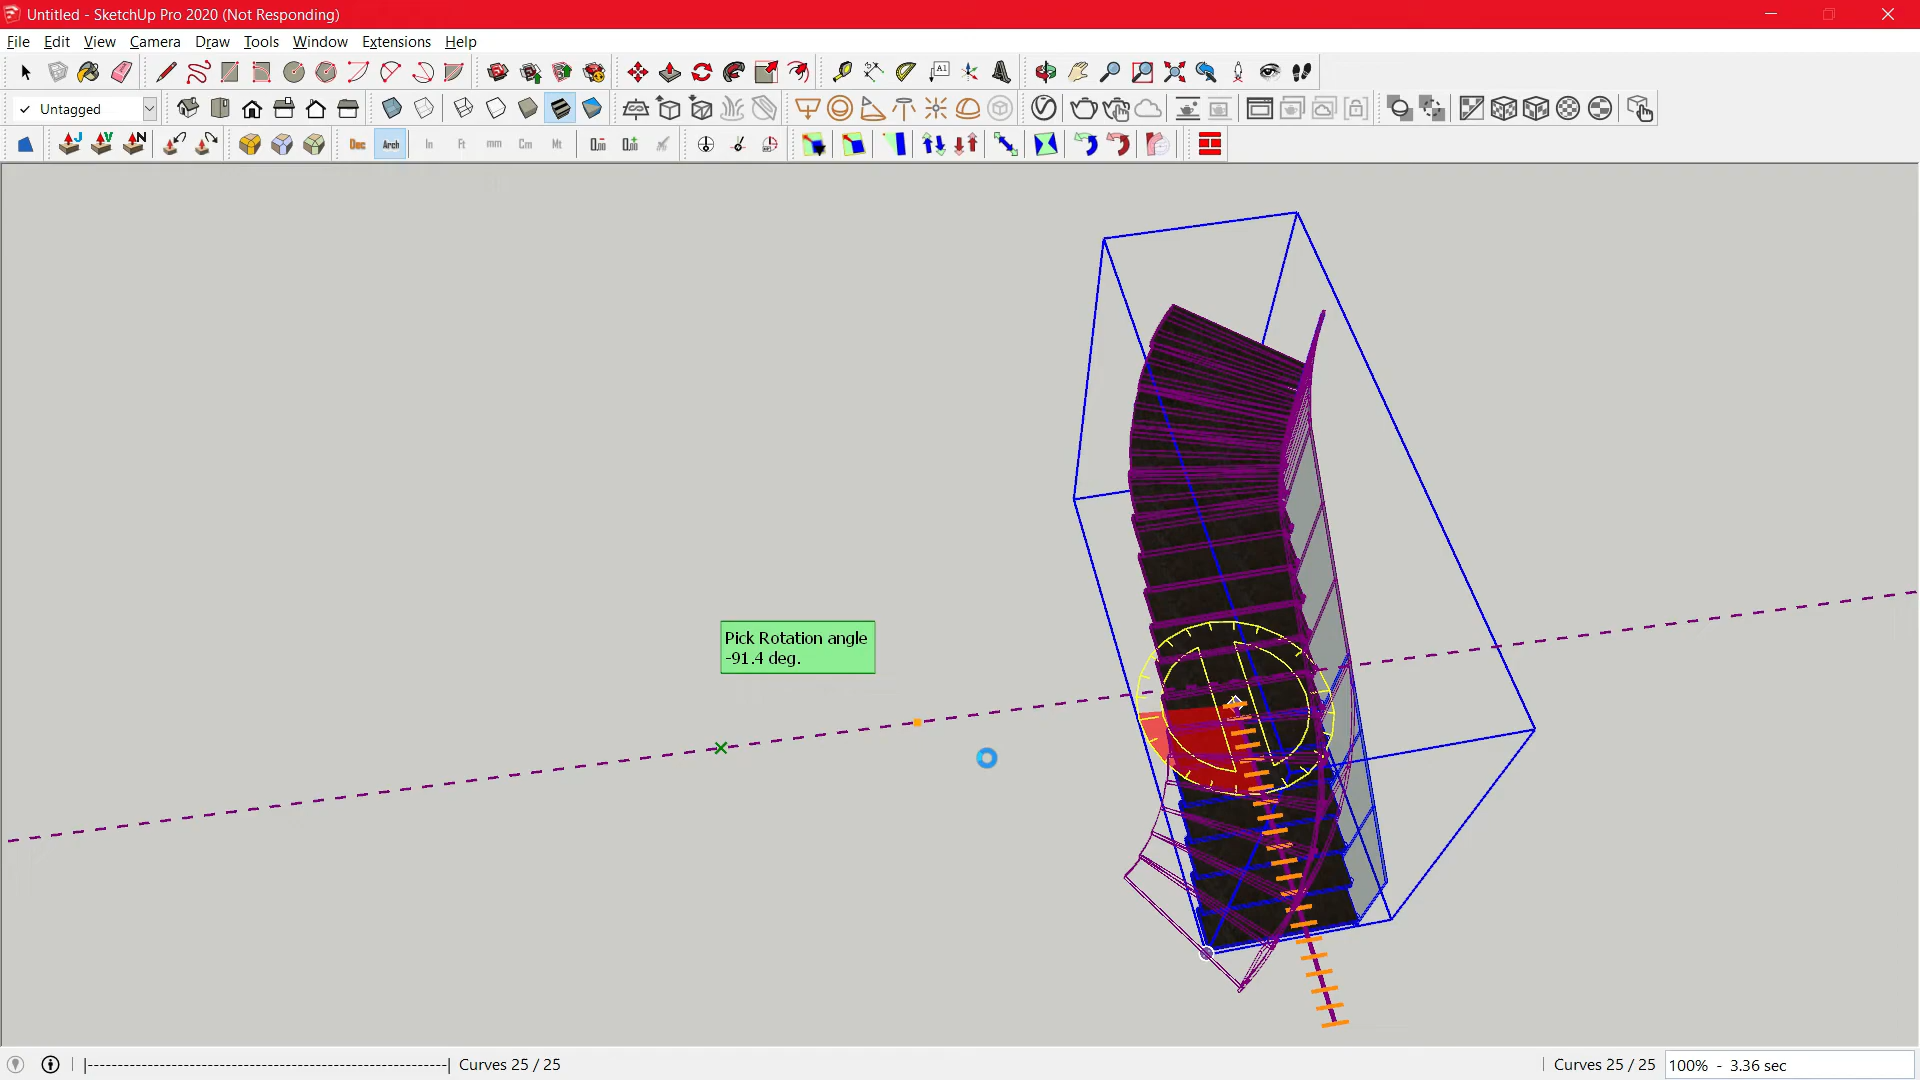 Untitled - SketchUp Pro 2020 (Not Responding)
File Edit View Camera Draw Tools Window Extensions Help
A1
✓ Untagged
J V N Dec Arch In Ft mm Cm Mt
Pick Rotation angle
-91.4 deg.
|--------------------------------------------------| Curves 25 / 25
Curves 25 / 25 100% - 3.36 sec